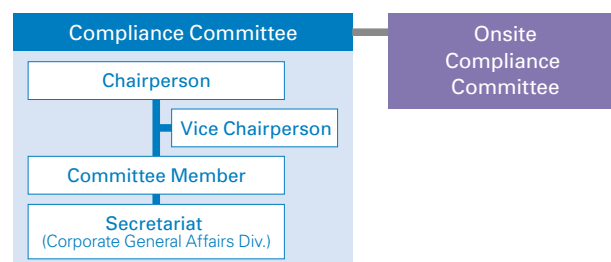 Compliance Committee
Chairperson
Vice Chairperson
Committee Member
Secretariat
(Corporate General Affairs Div.)
Onsite
Compliance
Committee